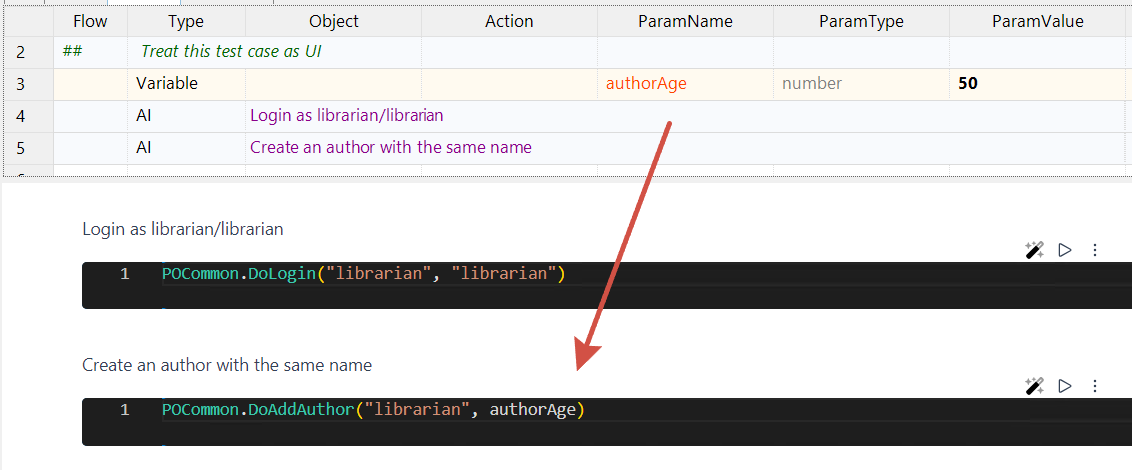 Flow Type Object Action ParamName ParamType ParamValue
2 ## Treat this test case as UI
3 Variable authorAge number 50
4 AI Login as librarian/librarian
5 AI Create an author with the same name
Login as librarian/librarian
1 POCommon.DoLogin("librarian", "librarian")
Create an author with the same name
1 POCommon.DoAddAuthor("librarian", authorAge)